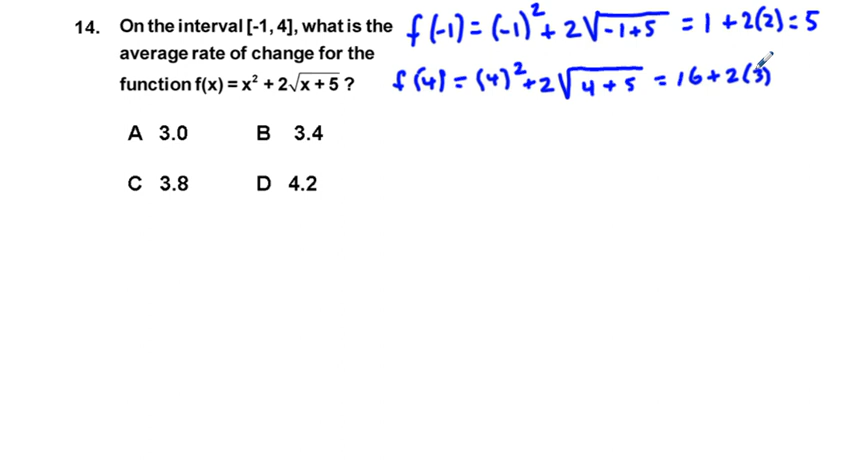 14. On the interval [-1, 4], what is the
average rate of change for the
function f(x) = x² + 2√(x + 5) ?
f(-1) = (-1)² + 2√(-1+5) = 1 + 2(2) = 5
f(4) = (4)² + 2√(4+5) = 16 + 2(3)
A 3.0 B 3.4
C 3.8 D 4.2